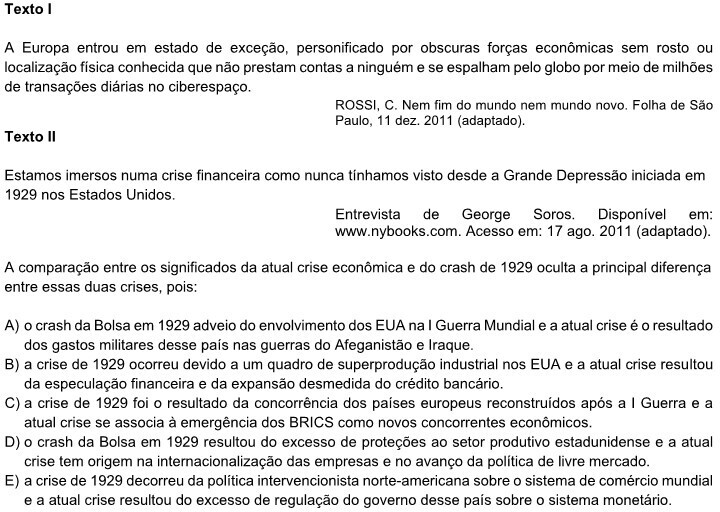 Texto I
A Europa entrou em estado de exceção, personificado por obscuras forças econômicas sem rosto ou
localização física conhecida que não prestam contas a ninguém e se espalham pelo globo por meio de milhões
de transações diárias no ciberespaço.
ROSSI, C. Nem fim do mundo nem mundo novo. Folha de São
Paulo, 11 dez. 2011 (adaptado).
Texto II
Estamos imersos numa crise financeira como nunca tínhamos visto desde a Grande Depressão iniciada em
1929 nos Estados Unidos.
Entrevista de George Soros. Disponível em:
www.nybooks.com. Acesso em: 17 ago. 2011 (adaptado).
A comparação entre os significados da atual crise econômica e do crash de 1929 oculta a principal diferença
entre essas duas crises, pois:
A) o crash da Bolsa em 1929 adveio do envolvimento dos EUA na I Guerra Mundial e a atual crise é o resultado
dos gastos militares desse país nas guerras do Afeganistão e Iraque.
B) a crise de 1929 ocorreu devido a um quadro de superprodução industrial nos EUA e a atual crise resultou
da especulação financeira e da expansão desmedida do crédito bancário.
C) a crise de 1929 foi o resultado da concorrência dos países europeus reconstruídos após a I Guerra e a
atual crise se associa à emergência dos BRICS como novos concorrentes econômicos.
D) o crash da Bolsa em 1929 resultou do excesso de proteções ao setor produtivo estadunidense e a atual
crise tem origem na internacionalização das empresas e no avanço da política de livre mercado.
E) a crise de 1929 decorreu da política intervencionista norte-americana sobre o sistema de comércio mundial
e a atual crise resultou do excesso de regulação do governo desse país sobre o sistema monetário.